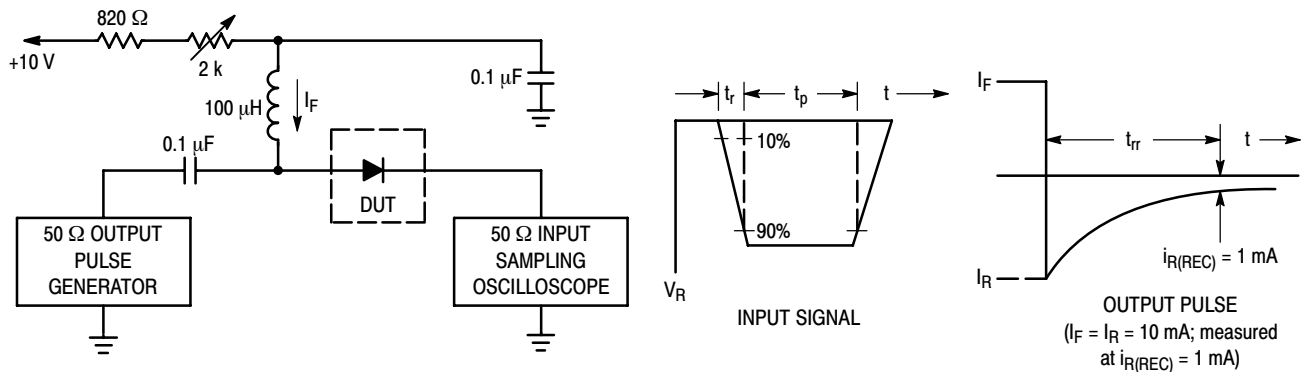 820 Ω
+10 V
2 k
100 μH
I_F
0.1 μF
0.1 μF
DUT
50 Ω OUTPUT
PULSE
GENERATOR
50 Ω INPUT
SAMPLING
OSCILLOSCOPE
t_r
t_p
t
10%
90%
V_R
INPUT SIGNAL
I_F
t_rr
t
i_R(REC) = 1 mA
I_R
OUTPUT PULSE
(I_F = I_R = 10 mA; measured
at i_R(REC) = 1 mA)